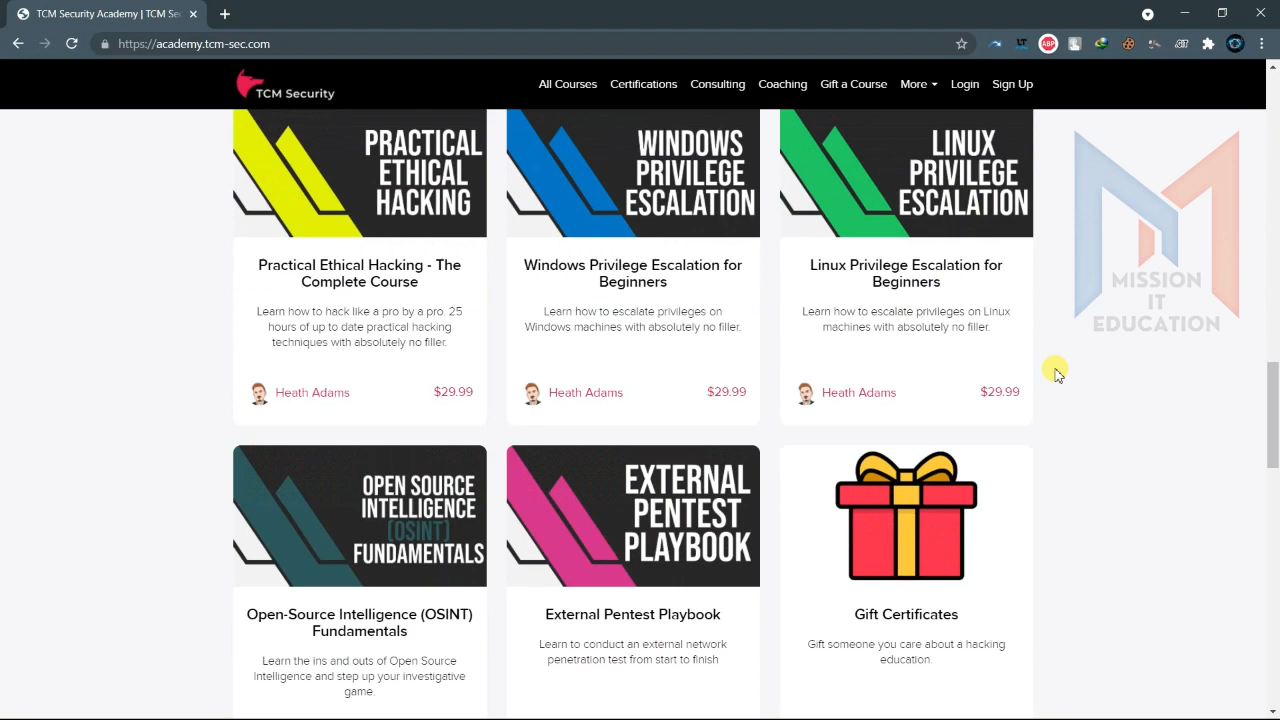 TCM Security Academy | TCM Se
https://academy.tcm-sec.com
ABP
TCM Security
All Courses
Certifications
Consulting
Coaching
Gift a Course
More
Login
Sign Up
PRACTICAL
ETHICAL
HACKING
WINDOWS
PRIVILEGE
ESCALATION
LINUX
PRIVILEGE
ESCALATION
MISSION
IT
EDUCATION
Practical Ethical Hacking - The
Complete Course
Learn how to hack like a pro by a pro. 25
hours of up to date practical hacking
techniques with absolutely no filler.
Heath Adams
$29.99
Windows Privilege Escalation for
Beginners
Learn how to escalate privileges on
Windows machines with absolutely no filler.
Heath Adams
$29.99
Linux Privilege Escalation for
Beginners
Learn how to escalate privileges on Linux
machines with absolutely no filler.
Heath Adams
$29.99
OPEN SOURCE
INTELLIGENCE
(OSINT)
FUNDAMENTALS
EXTERNAL
PENTEST
PLAYBOOK
Open-Source Intelligence (OSINT)
Fundamentals
Learn the ins and outs of Open Source
Intelligence and step up your investigative
game.
External Pentest Playbook
Learn to conduct an external network
penetration test from start to finish
Gift Certificates
Gift someone you care about a hacking
education.